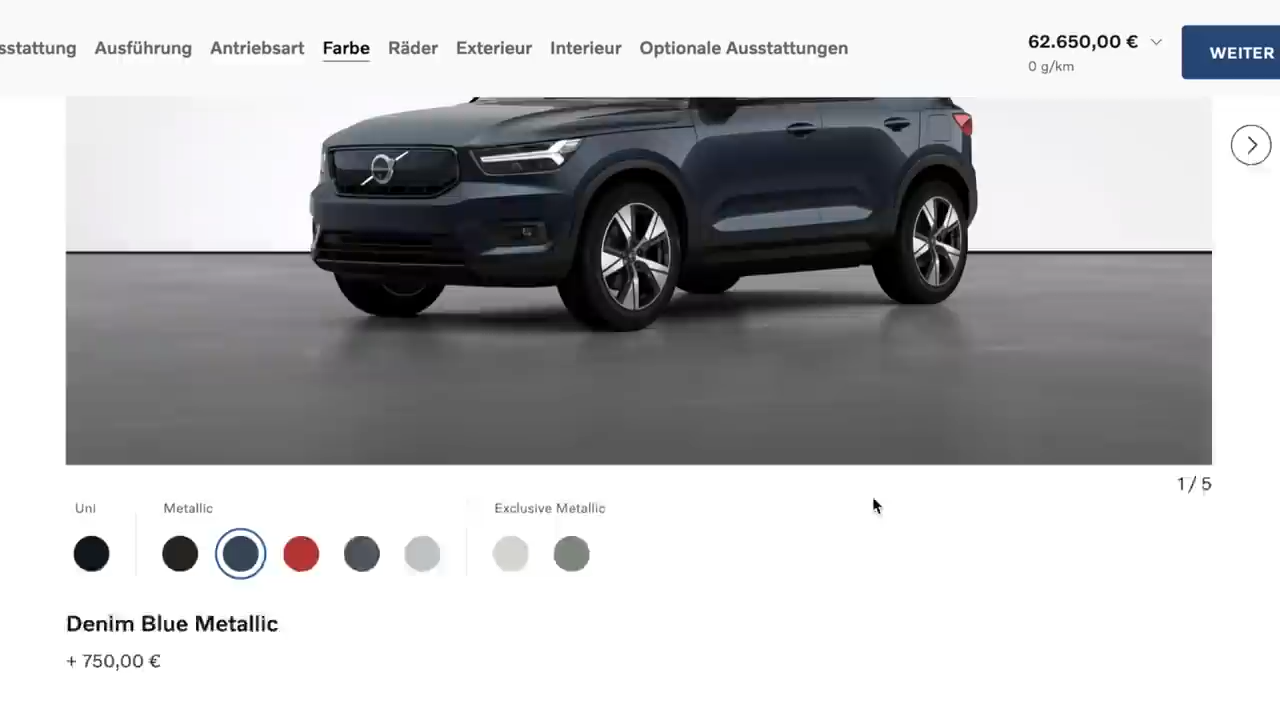 sstattung Ausführung Antriebsart Farbe Räder Exterieur Interieur Optionale Ausstattungen
62.650,00 €
0 g/km
WEITER
1 / 5
Uni Metallic Exclusive Metallic
Denim Blue Metallic
+ 750,00 €